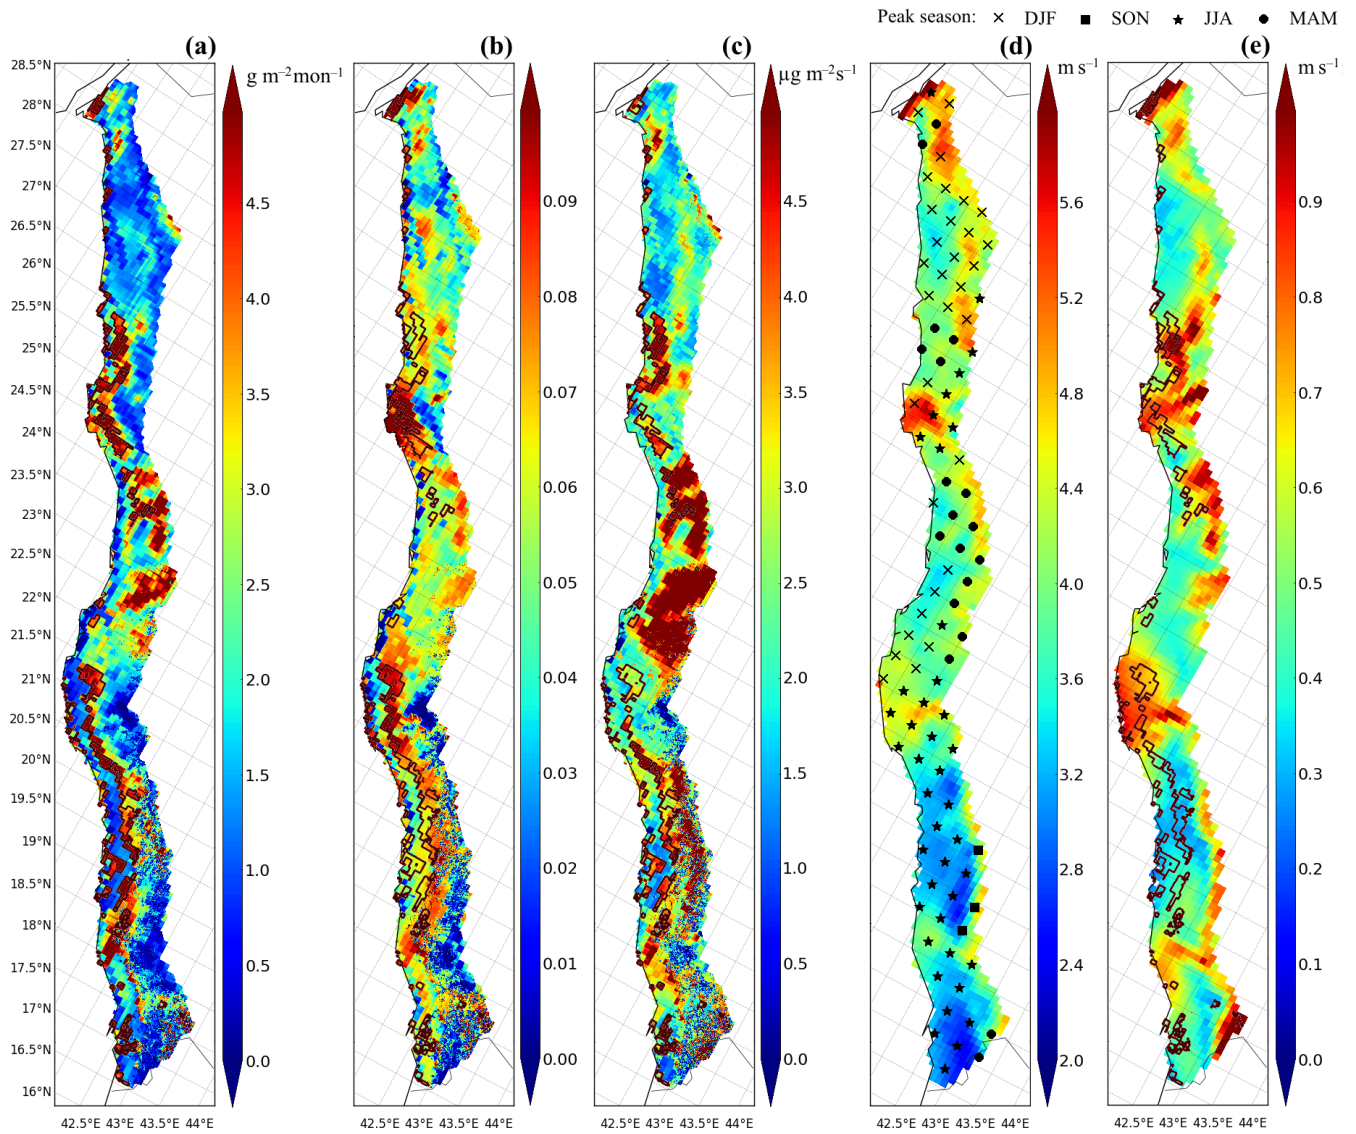 Peak season: × DJF ■ SON ★ JJA ● MAM
(a) (b) (c) (d) (e)
g m⁻²mon⁻¹
µg m⁻²s⁻¹
m s⁻¹
m s⁻¹
28.5°N
28°N
27.5°N
27°N
26.5°N
26°N
25.5°N
25°N
24.5°N
24°N
23.5°N
23°N
22.5°N
22°N
21.5°N
21°N
20.5°N
20°N
19.5°N
19°N
18.5°N
18°N
17.5°N
17°N
16.5°N
16°N
4.5
4.0
3.5
3.0
2.5
2.0
1.5
1.0
0.5
0.0
0.09
0.08
0.07
0.06
0.05
0.04
0.03
0.02
0.01
0.00
4.5
4.0
3.5
3.0
2.5
2.0
1.5
1.0
0.5
0.0
5.6
5.2
4.8
4.4
4.0
3.6
3.2
2.8
2.4
2.0
0.9
0.8
0.7
0.6
0.5
0.4
0.3
0.2
0.1
0.0
42.5°E 43°E 43.5°E 44°E
42.5°E 43°E 43.5°E 44°E
42.5°E 43°E 43.5°E 44°E
42.5°E 43°E 43.5°E 44°E
42.5°E 43°E 43.5°E 44°E